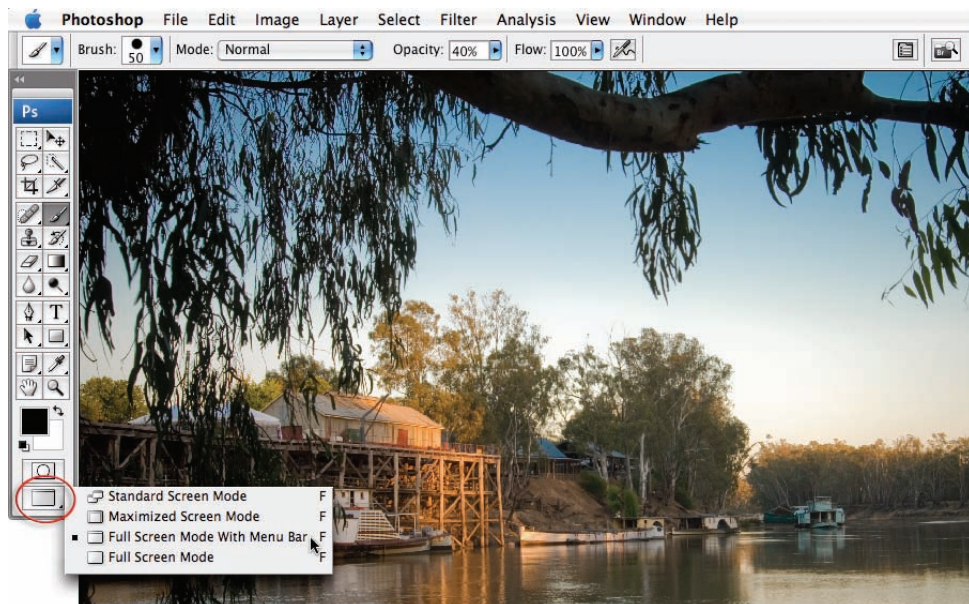 Photoshop File Edit Image Layer Select Filter Analysis View Window Help
Brush: 50 Mode: Normal Opacity: 40% Flow: 100% Br
Ps
T
Standard Screen Mode F
Maximized Screen Mode F
Full Screen Mode With Menu Bar F
Full Screen Mode F